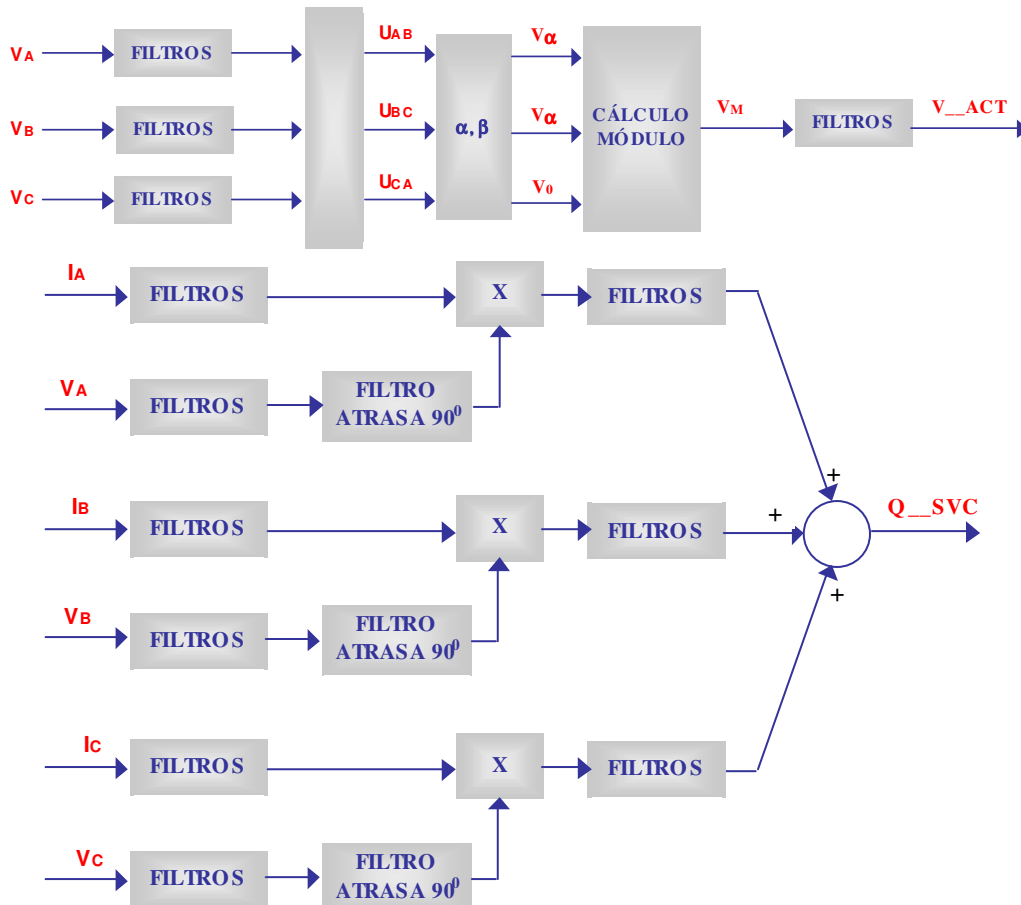 VA FILTROS UAB Vα
VB FILTROS UBC α, β Vα CÁLCULO MÓDULO VM FILTROS V__ACT
VC FILTROS UCA V0
IA FILTROS X FILTROS
VA FILTROS FILTRO ATRASA 90⁰
+
IB FILTROS X FILTROS + Q__SVC
+
VB FILTROS FILTRO ATRASA 90⁰
IC FILTROS X FILTROS
VC FILTROS FILTRO ATRASA 90⁰